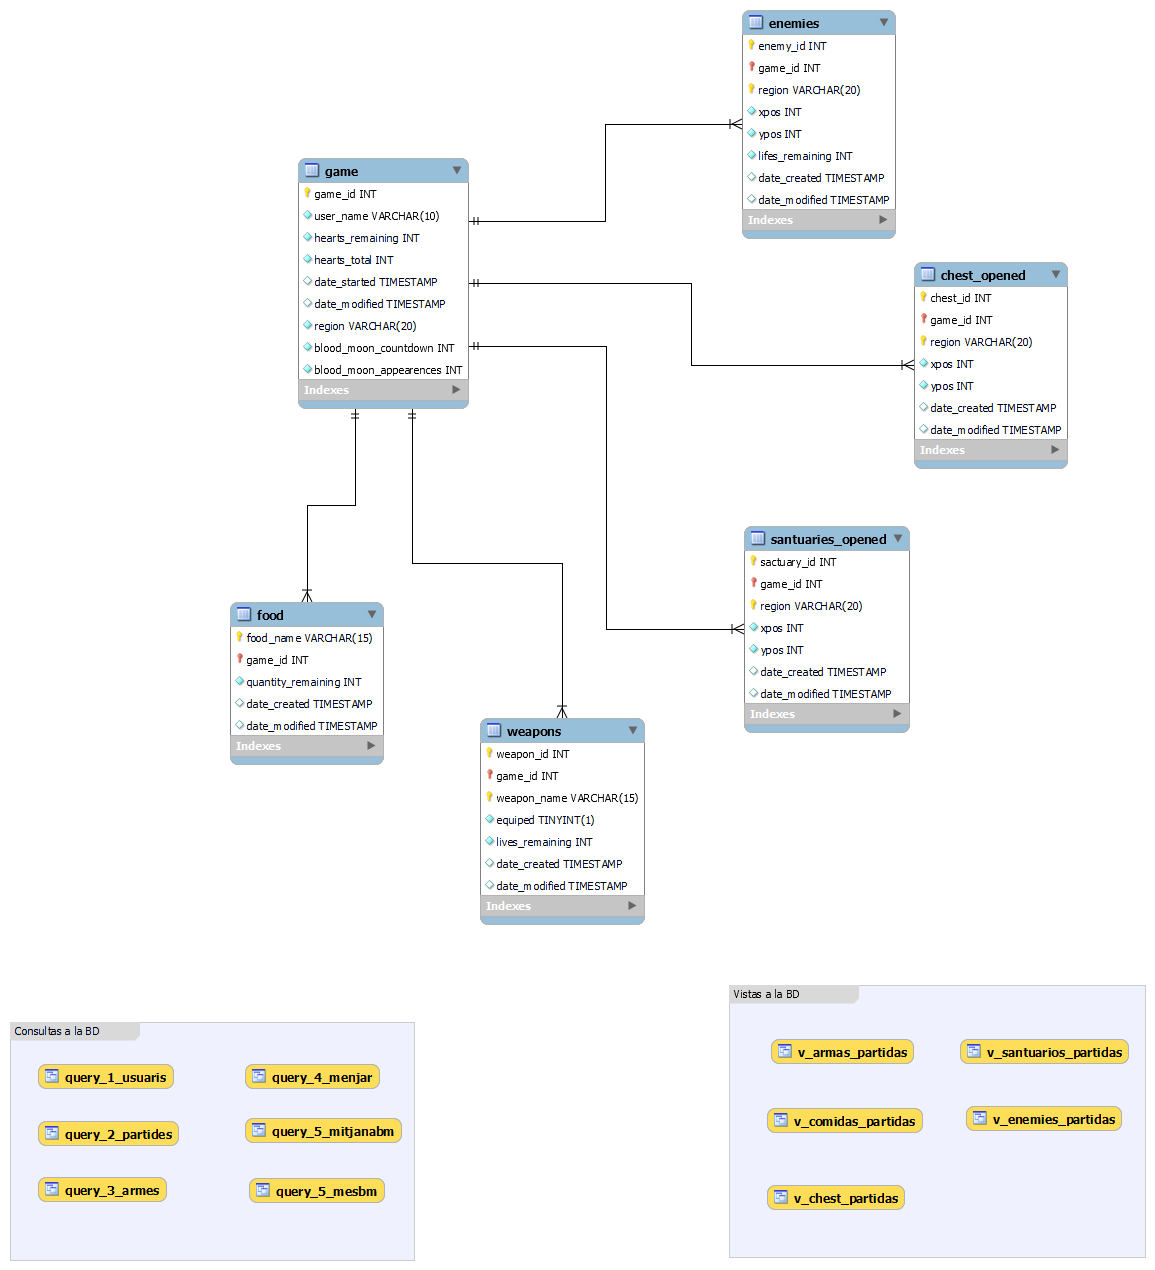 enemies
enemy_id INT
game_id INT
region VARCHAR(20)
xpos INT
ypos INT
lifes_remaining INT
date_created TIMESTAMP
date_modified TIMESTAMP
Indexes
game
game_id INT
user_name VARCHAR(10)
hearts_remaining INT
hearts_total INT
date_started TIMESTAMP
date_modified TIMESTAMP
region VARCHAR(20)
blood_moon_countdown INT
blood_moon_appearences INT
Indexes
chest_opened
chest_id INT
game_id INT
region VARCHAR(20)
xpos INT
ypos INT
date_created TIMESTAMP
date_modified TIMESTAMP
Indexes
santuaries_opened
sactuary_id INT
game_id INT
region VARCHAR(20)
xpos INT
ypos INT
date_created TIMESTAMP
date_modified TIMESTAMP
Indexes
food
food_name VARCHAR(15)
game_id INT
quantity_remaining INT
date_created TIMESTAMP
date_modified TIMESTAMP
Indexes
weapons
weapon_id INT
game_id INT
weapon_name VARCHAR(15)
equiped TINYINT(1)
lives_remaining INT
date_created TIMESTAMP
date_modified TIMESTAMP
Indexes
Consultas a la BD
query_1_usuaris
query_4_menjar
query_2_partides
query_5_mitjanabm
query_3_armes
query_5_mesbm
Vistas a la BD
v_armas_partidas
v_santuarios_partidas
v_comidas_partidas
v_enemies_partidas
v_chest_partidas